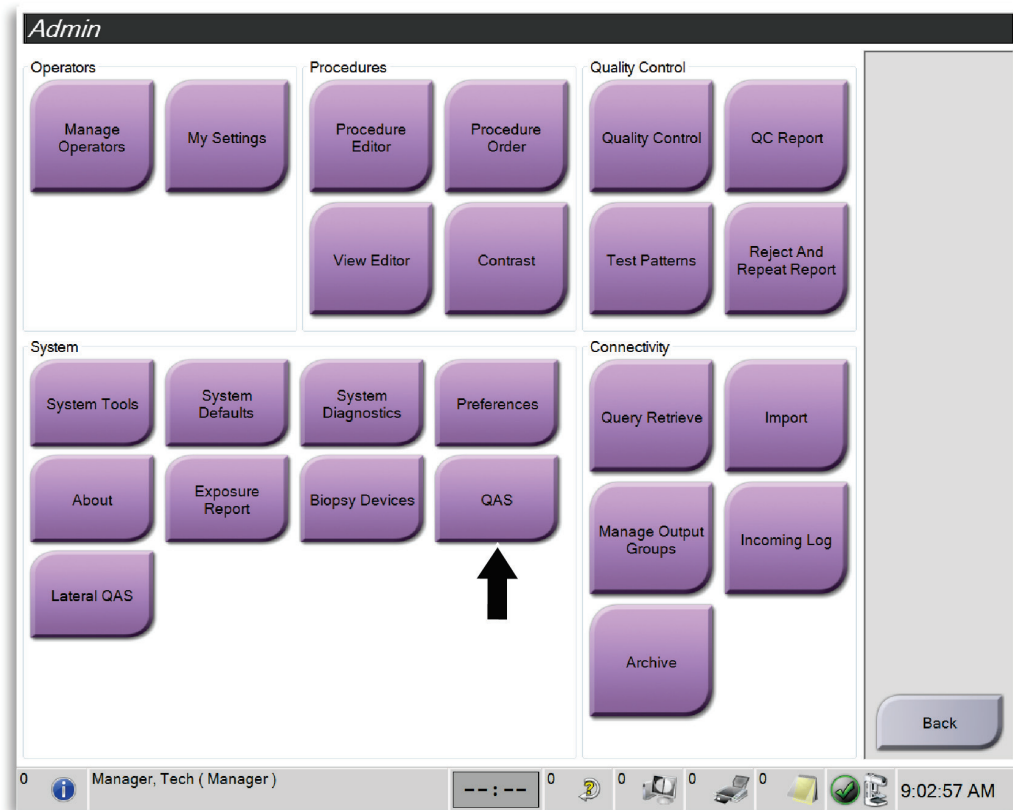 Admin
Operators
Manage
Operators
My Settings
Procedures
Procedure
Editor
Procedure
Order
View Editor
Contrast
Quality Control
Quality Control
QC Report
Test Patterns
Reject And
Repeat Report
System
System Tools
System
Defaults
System
Diagnostics
Preferences
About
Exposure
Report
Biopsy Devices
QAS
Lateral QAS
Connectivity
Query Retrieve
Import
Manage Output
Groups
Incoming Log
Archive
Back
0 Manager, Tech ( Manager ) --:-- 0 0 0 0 9:02:57 AM